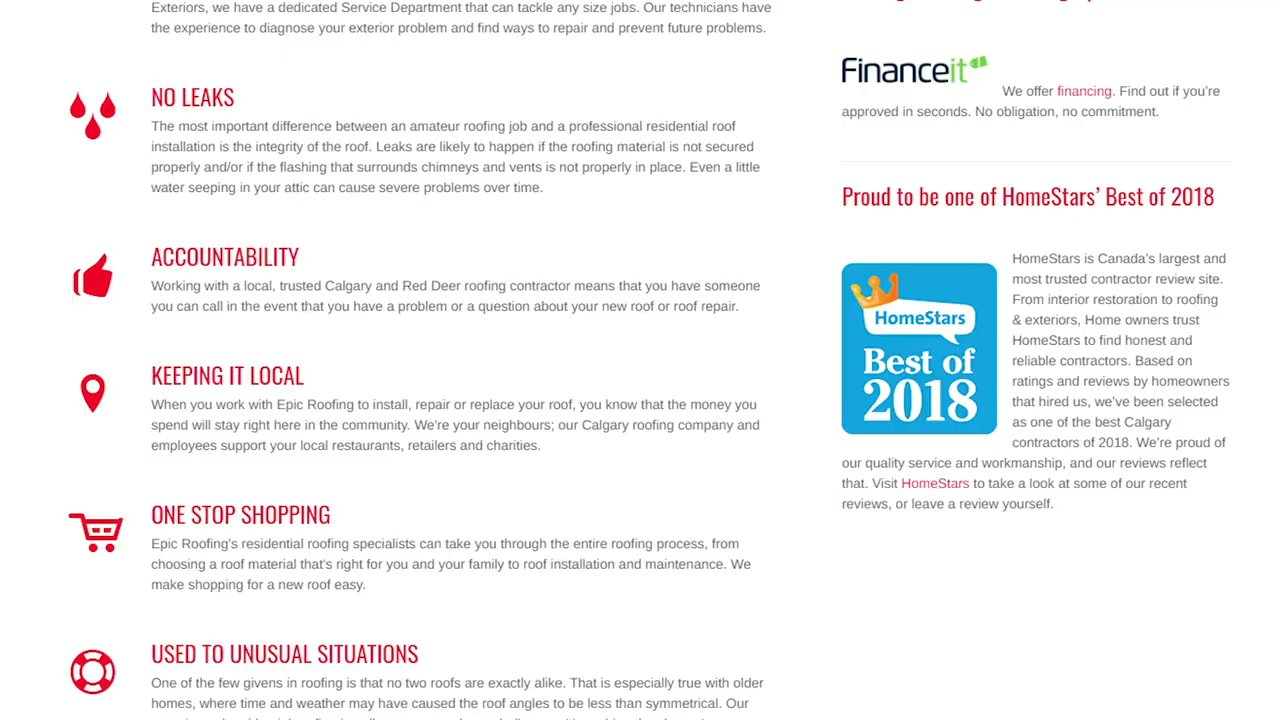 Exteriors, we have a dedicated Service Department that can tackle any size jobs. Our technicians have
the experience to diagnose your exterior problem and find ways to repair and prevent future problems.
NO LEAKS
The most important difference between an amateur roofing job and a professional residential roof
installation is the integrity of the roof. Leaks are likely to happen if the roofing material is not secured
properly and/or if the flashing that surrounds chimneys and vents is not properly in place. Even a little
water seeping in your attic can cause severe problems over time.
ACCOUNTABILITY
Working with a local, trusted Calgary and Red Deer roofing contractor means that you have someone
you can call in the event that you have a problem or a question about your new roof or roof repair.
KEEPING IT LOCAL
When you work with Epic Roofing to install, repair or replace your roof, you know that the money you
spend will stay right here in the community. We're your neighbours; our Calgary roofing company and
employees support your local restaurants, retailers and charities.
ONE STOP SHOPPING
Epic Roofing's residential roofing specialists can take you through the entire roofing process, from
choosing a roof material that's right for you and your family to roof installation and maintenance. We
make shopping for a new roof easy.
USED TO UNUSUAL SITUATIONS
One of the few givens in roofing is that no two roofs are exactly alike. That is especially true with older
homes, where time and weather may have caused the roof angles to be less than symmetrical. Our
Financeit
We offer financing. Find out if you're
approved in seconds. No obligation, no commitment.
Proud to be one of HomeStars' Best of 2018
HomeStars
Best of
2018
HomeStars is Canada's largest and
most trusted contractor review site.
From interior restoration to roofing
& exteriors, Home owners trust
HomeStars to find honest and
reliable contractors. Based on
ratings and reviews by homeowners
that hired us, we've been selected
as one of the best Calgary
contractors of 2018. We're proud of
our quality service and workmanship, and our reviews reflect
that. Visit HomeStars to take a look at some of our recent
reviews, or leave a review yourself.